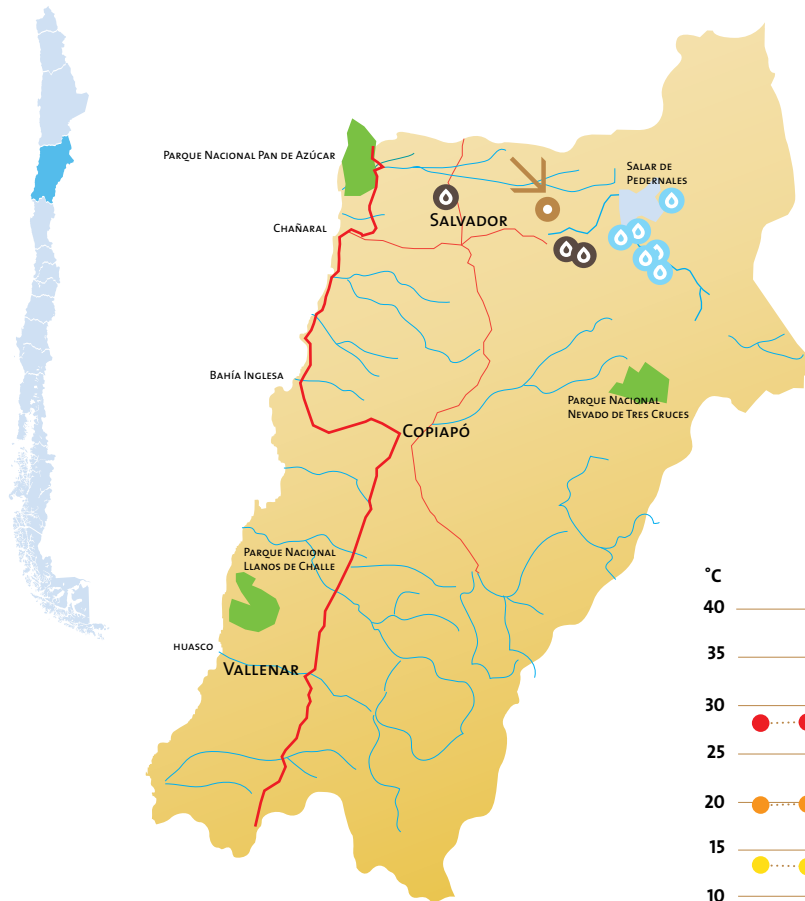 Parque Nacional Pan de Azúcar
Salar de
Pedernales
Salvador
Chañaral
Bahía Inglesa
Parque Nacional
Nevado de Tres Cruces
Copiapó
Parque Nacional
Llanos de Challe
huasco
Vallenar
°C
40
35
30
25
20
15
10